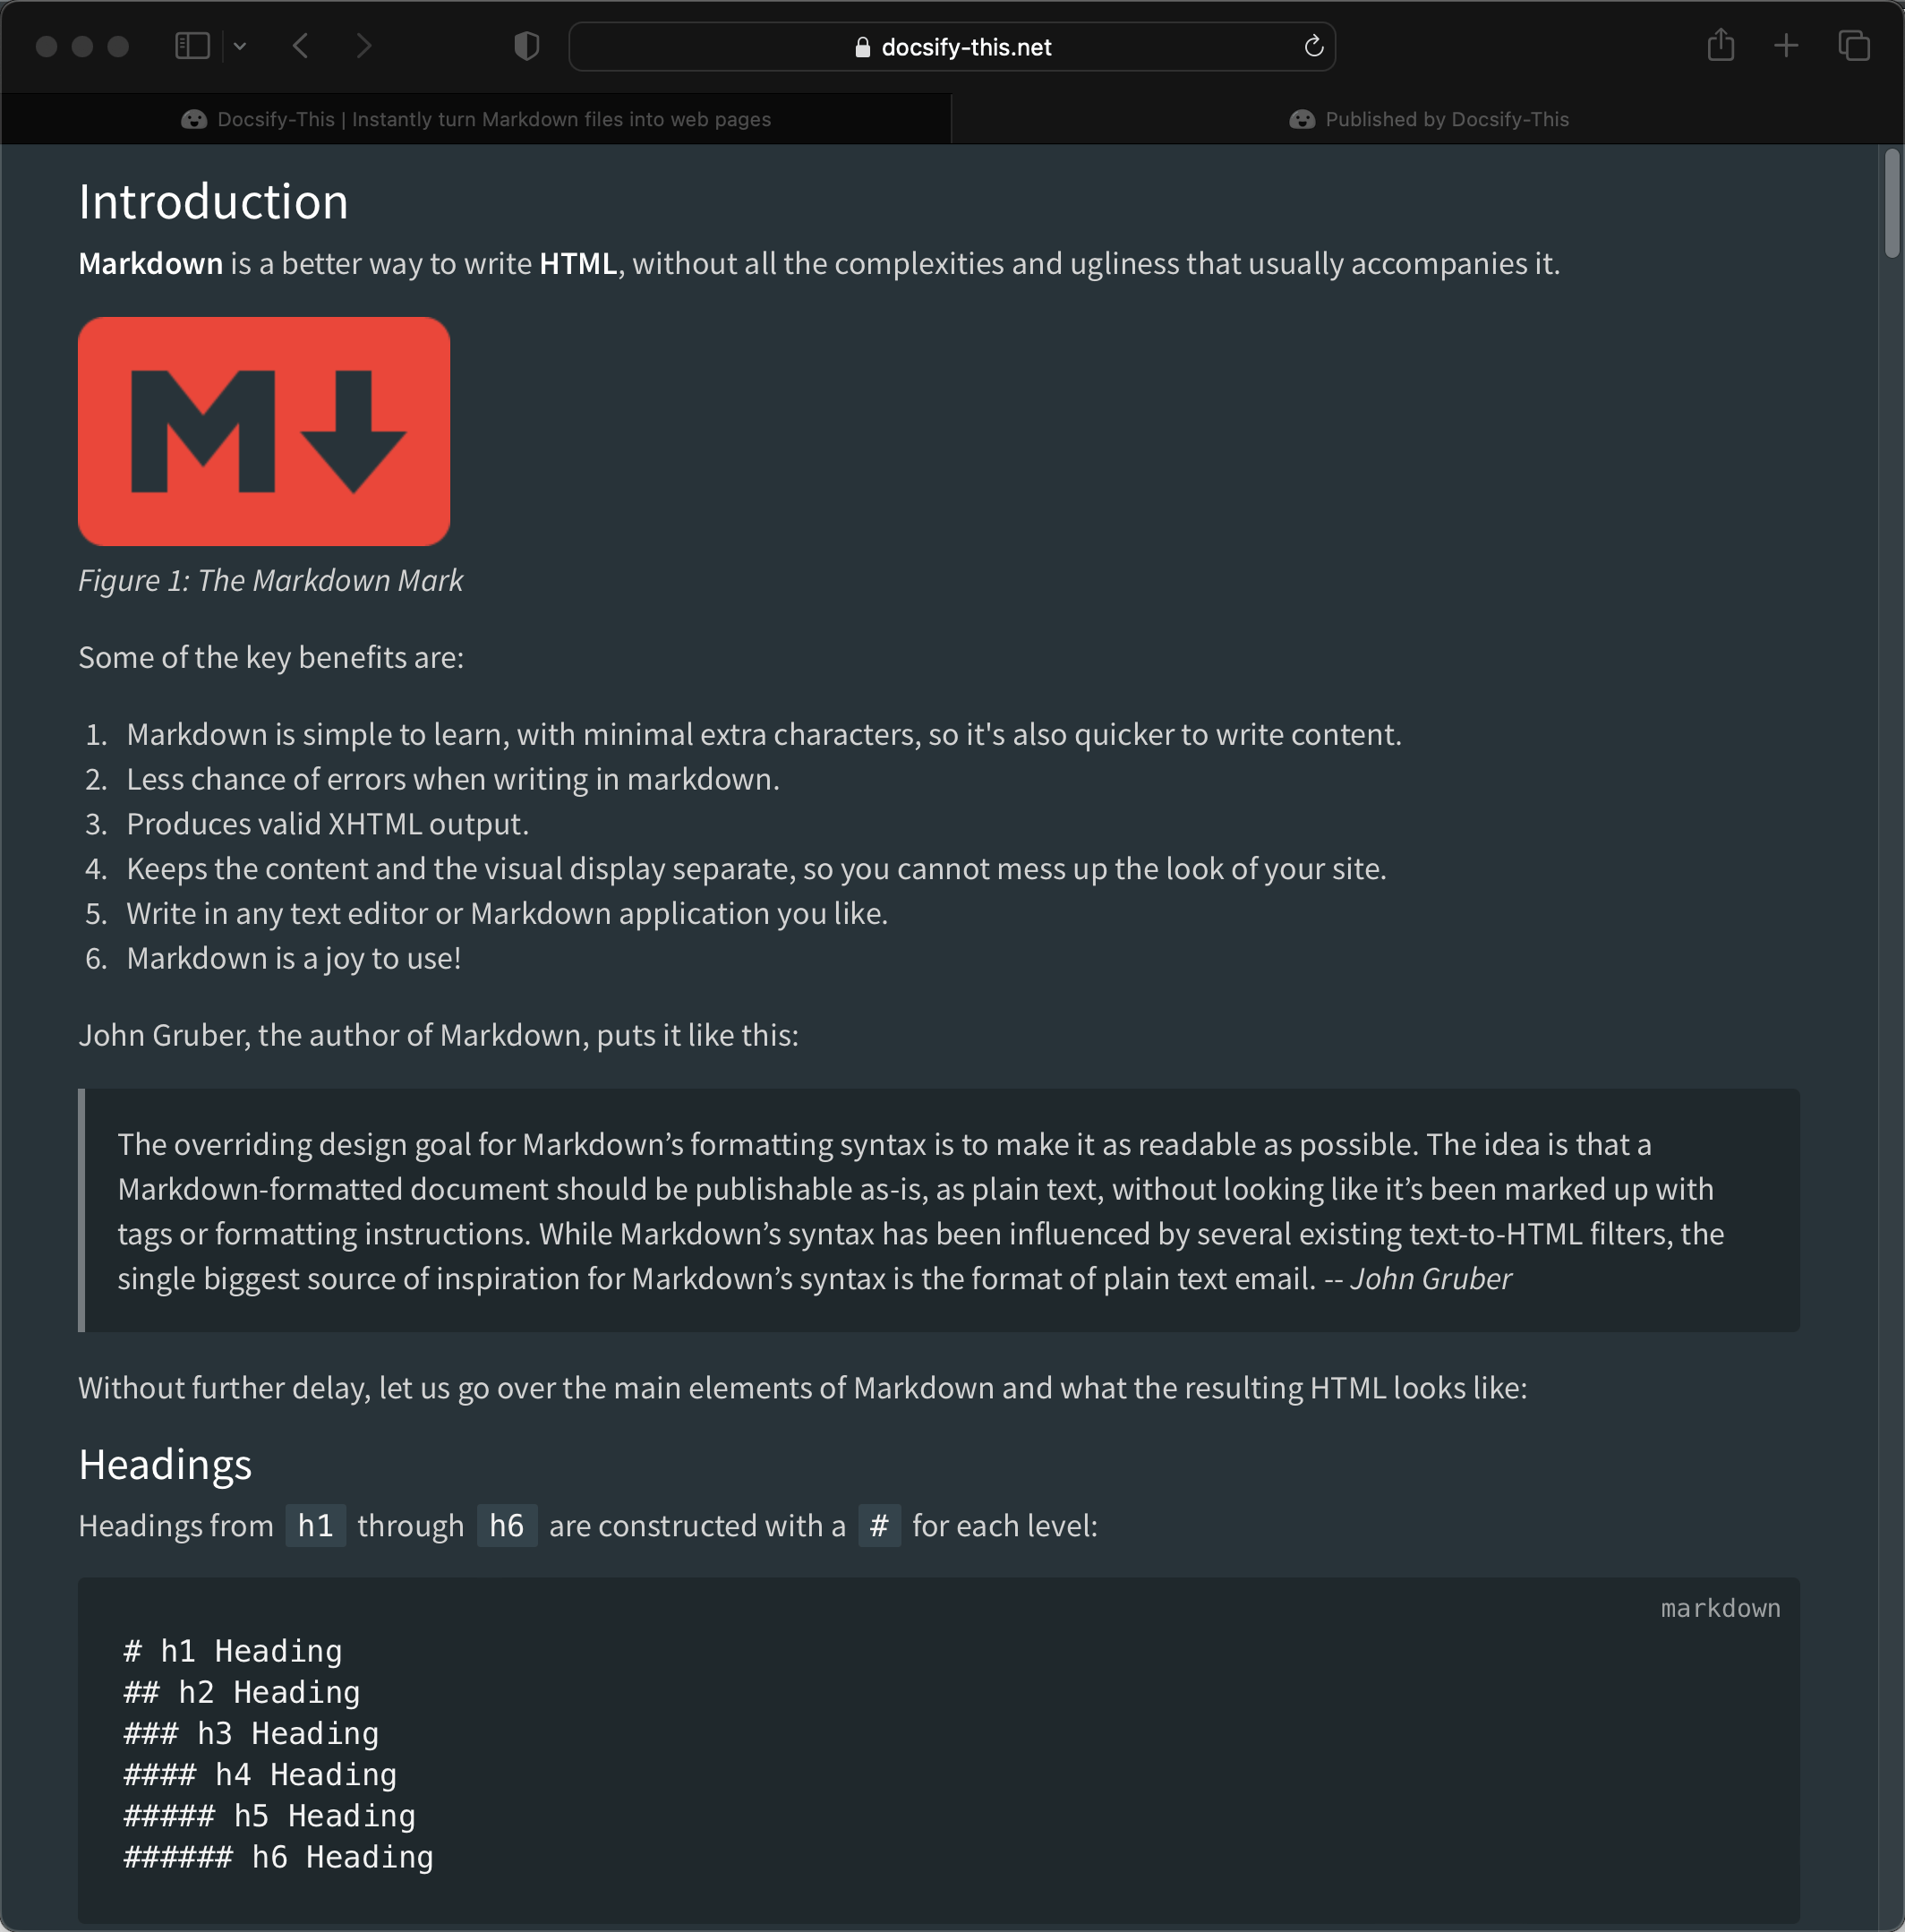 docsify-this.net
Docsify-This | Instantly turn Markdown files into web pages
Published by Docsify-This
Introduction
Markdown is a better way to write HTML, without all the complexities and ugliness that usually accompanies it.
M
Figure 1: The Markdown Mark
Some of the key benefits are:
1. Markdown is simple to learn, with minimal extra characters, so it's also quicker to write content.
2. Less chance of errors when writing in markdown.
3. Produces valid XHTML output.
4. Keeps the content and the visual display separate, so you cannot mess up the look of your site.
5. Write in any text editor or Markdown application you like.
6. Markdown is a joy to use!
John Gruber, the author of Markdown, puts it like this:
The overriding design goal for Markdown’s formatting syntax is to make it as readable as possible. The idea is that a
Markdown-formatted document should be publishable as-is, as plain text, without looking like it’s been marked up with
tags or formatting instructions. While Markdown’s syntax has been influenced by several existing text-to-HTML filters, the
single biggest source of inspiration for Markdown’s syntax is the format of plain text email. -- John Gruber
Without further delay, let us go over the main elements of Markdown and what the resulting HTML looks like:
Headings
Headings from h1 through h6 are constructed with a # for each level:
markdown
# h1 Heading
## h2 Heading
### h3 Heading
#### h4 Heading
##### h5 Heading
###### h6 Heading